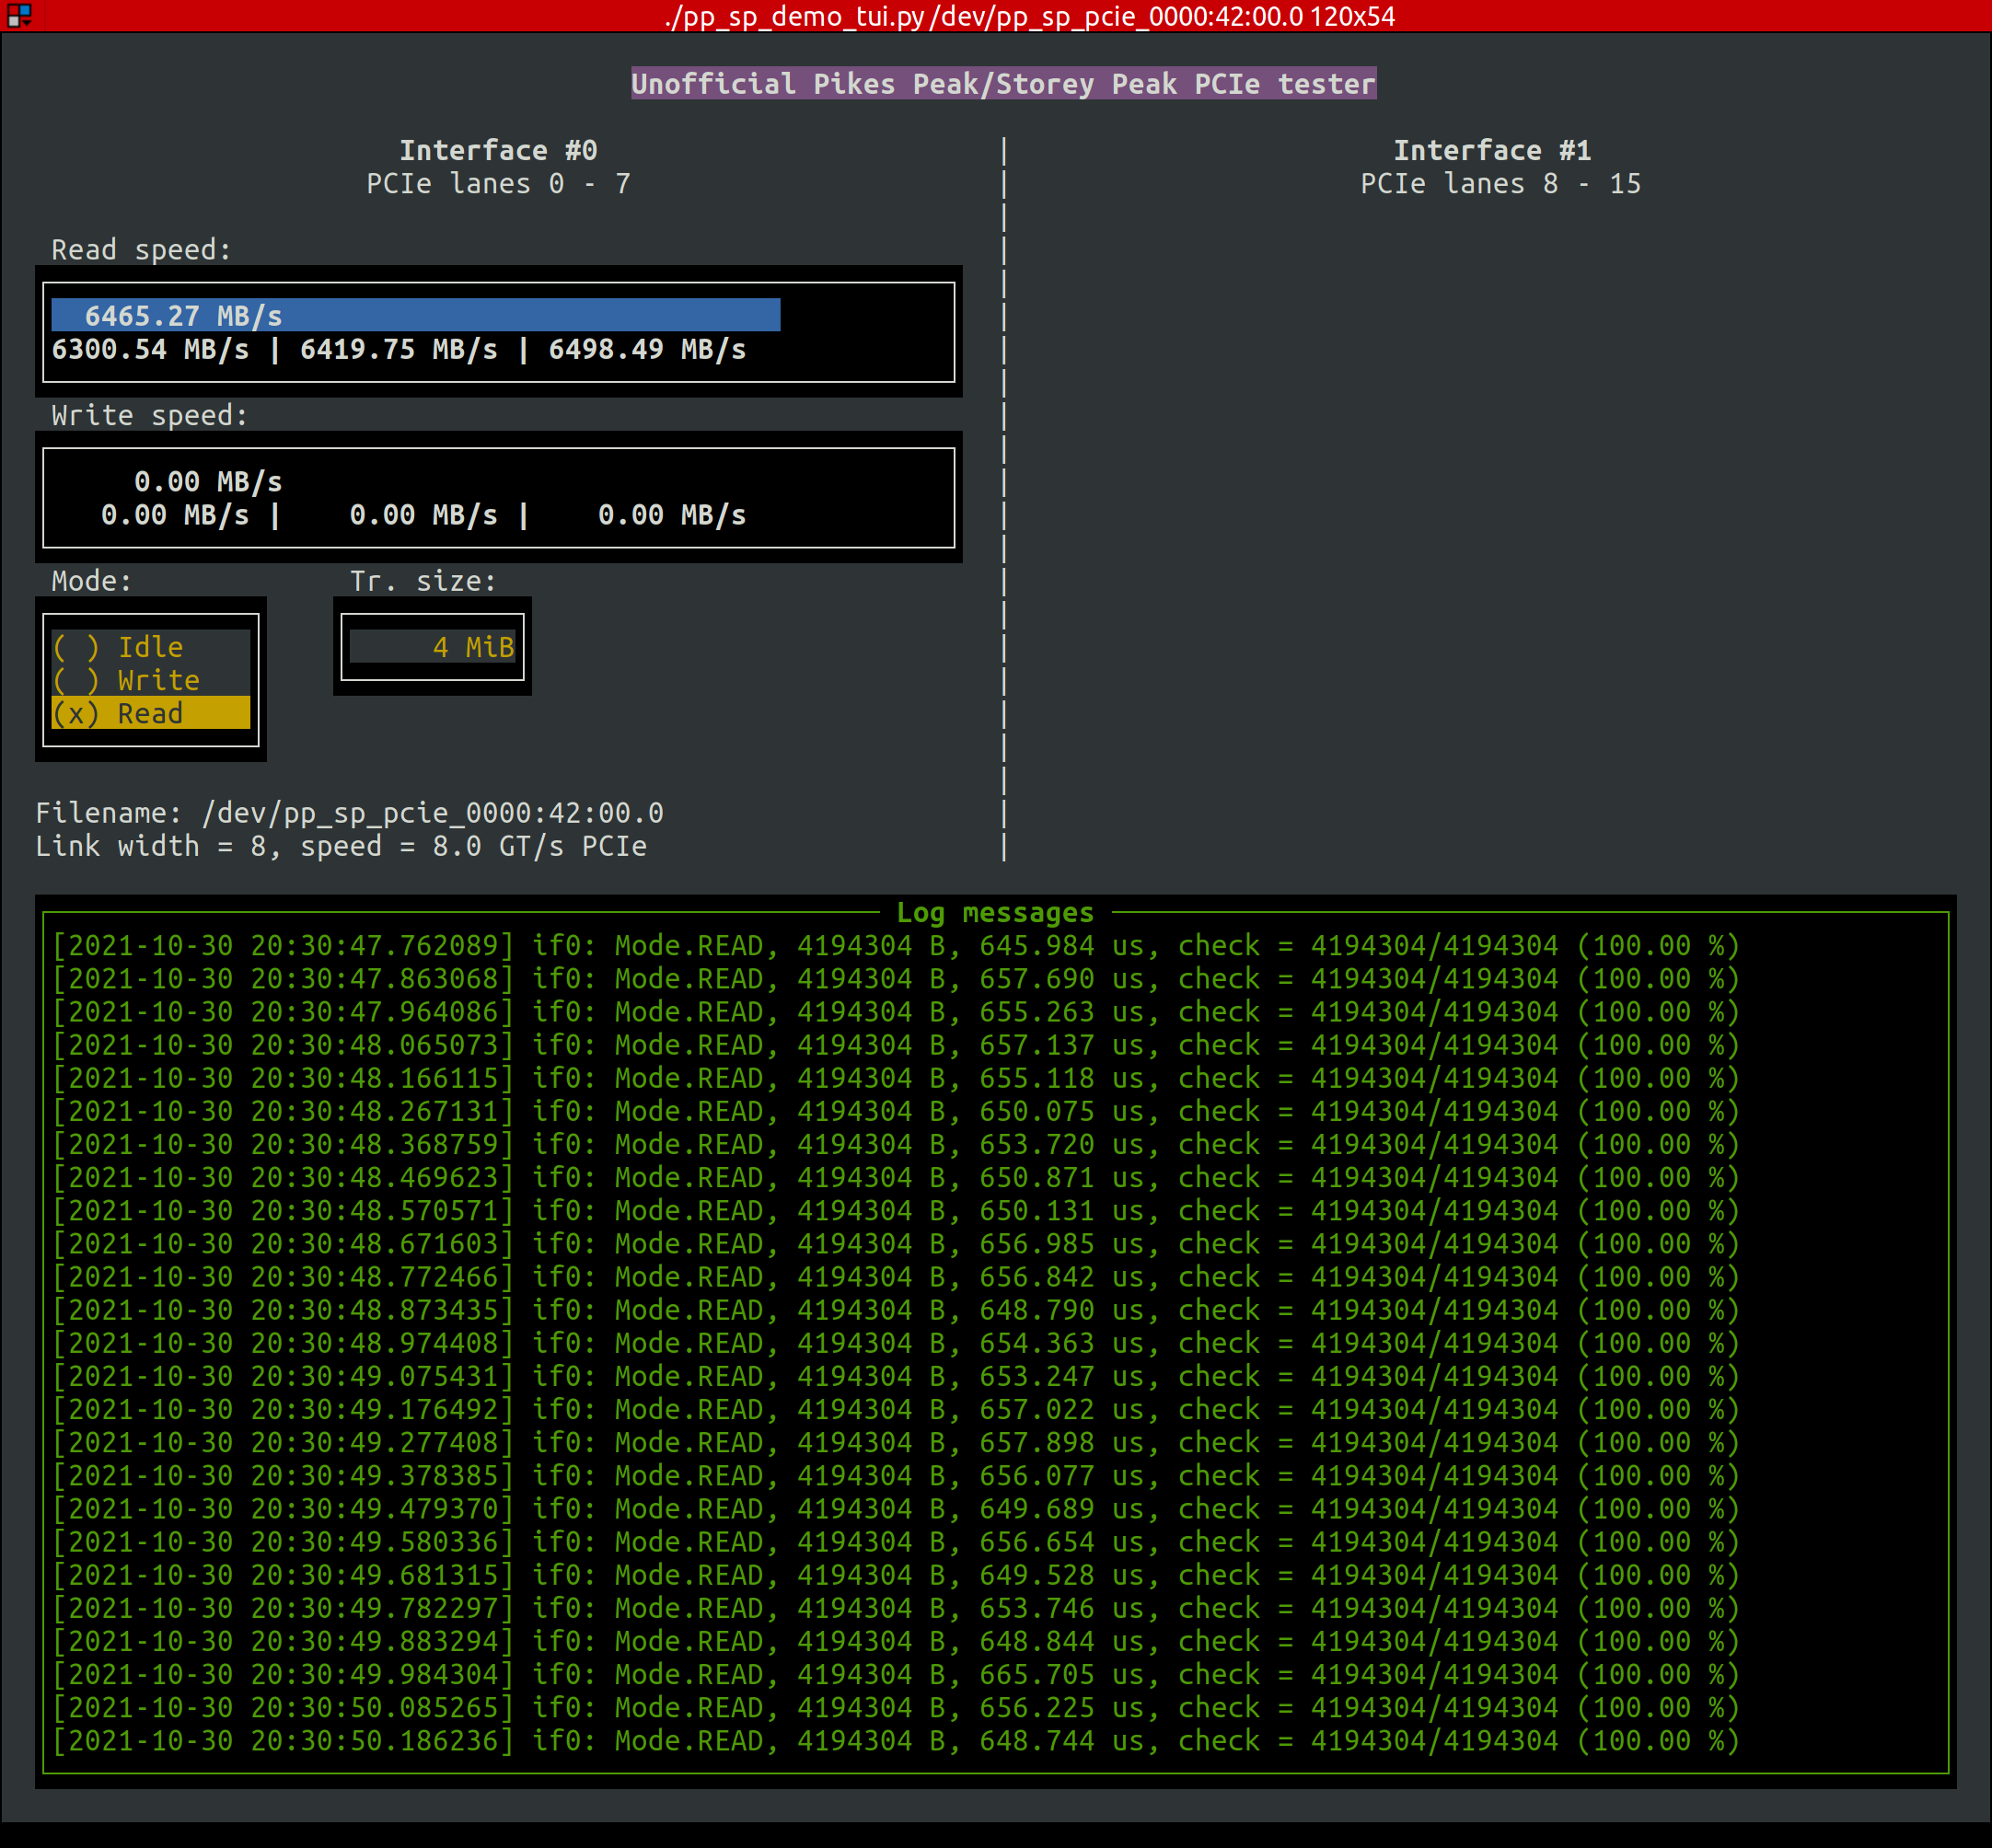 ./pp_sp_demo_tui.py /dev/pp_sp_pcie_0000:42:00.0 120x54
Unofficial Pikes Peak/Storey Peak PCIe tester
Interface #0
PCIe lanes 0 - 7
Interface #1
PCIe lanes 8 - 15
Read speed:
6465.27 MB/s
6300.54 MB/s | 6419.75 MB/s | 6498.49 MB/s
Write speed:
0.00 MB/s
0.00 MB/s | 0.00 MB/s | 0.00 MB/s
Mode:
( ) Idle
( ) Write
(x) Read
Tr. size:
4 MiB
Filename: /dev/pp_sp_pcie_0000:42:00.0
Link width = 8, speed = 8.0 GT/s PCIe
Log messages
[2021-10-30 20:30:47.762089] if0: Mode.READ, 4194304 B, 645.984 us, check = 4194304/4194304 (100.00 %)
[2021-10-30 20:30:47.863068] if0: Mode.READ, 4194304 B, 657.690 us, check = 4194304/4194304 (100.00 %)
[2021-10-30 20:30:47.964086] if0: Mode.READ, 4194304 B, 655.263 us, check = 4194304/4194304 (100.00 %)
[2021-10-30 20:30:48.065073] if0: Mode.READ, 4194304 B, 657.137 us, check = 4194304/4194304 (100.00 %)
[2021-10-30 20:30:48.166115] if0: Mode.READ, 4194304 B, 655.118 us, check = 4194304/4194304 (100.00 %)
[2021-10-30 20:30:48.267131] if0: Mode.READ, 4194304 B, 650.075 us, check = 4194304/4194304 (100.00 %)
[2021-10-30 20:30:48.368759] if0: Mode.READ, 4194304 B, 653.720 us, check = 4194304/4194304 (100.00 %)
[2021-10-30 20:30:48.469623] if0: Mode.READ, 4194304 B, 650.871 us, check = 4194304/4194304 (100.00 %)
[2021-10-30 20:30:48.570571] if0: Mode.READ, 4194304 B, 650.131 us, check = 4194304/4194304 (100.00 %)
[2021-10-30 20:30:48.671603] if0: Mode.READ, 4194304 B, 656.985 us, check = 4194304/4194304 (100.00 %)
[2021-10-30 20:30:48.772466] if0: Mode.READ, 4194304 B, 656.842 us, check = 4194304/4194304 (100.00 %)
[2021-10-30 20:30:48.873435] if0: Mode.READ, 4194304 B, 648.790 us, check = 4194304/4194304 (100.00 %)
[2021-10-30 20:30:48.974408] if0: Mode.READ, 4194304 B, 654.363 us, check = 4194304/4194304 (100.00 %)
[2021-10-30 20:30:49.075431] if0: Mode.READ, 4194304 B, 653.247 us, check = 4194304/4194304 (100.00 %)
[2021-10-30 20:30:49.176492] if0: Mode.READ, 4194304 B, 657.022 us, check = 4194304/4194304 (100.00 %)
[2021-10-30 20:30:49.277408] if0: Mode.READ, 4194304 B, 657.898 us, check = 4194304/4194304 (100.00 %)
[2021-10-30 20:30:49.378385] if0: Mode.READ, 4194304 B, 656.077 us, check = 4194304/4194304 (100.00 %)
[2021-10-30 20:30:49.479370] if0: Mode.READ, 4194304 B, 649.689 us, check = 4194304/4194304 (100.00 %)
[2021-10-30 20:30:49.580336] if0: Mode.READ, 4194304 B, 656.654 us, check = 4194304/4194304 (100.00 %)
[2021-10-30 20:30:49.681315] if0: Mode.READ, 4194304 B, 649.528 us, check = 4194304/4194304 (100.00 %)
[2021-10-30 20:30:49.782297] if0: Mode.READ, 4194304 B, 653.746 us, check = 4194304/4194304 (100.00 %)
[2021-10-30 20:30:49.883294] if0: Mode.READ, 4194304 B, 648.844 us, check = 4194304/4194304 (100.00 %)
[2021-10-30 20:30:49.984304] if0: Mode.READ, 4194304 B, 665.705 us, check = 4194304/4194304 (100.00 %)
[2021-10-30 20:30:50.085265] if0: Mode.READ, 4194304 B, 656.225 us, check = 4194304/4194304 (100.00 %)
[2021-10-30 20:30:50.186236] if0: Mode.READ, 4194304 B, 648.744 us, check = 4194304/4194304 (100.00 %)